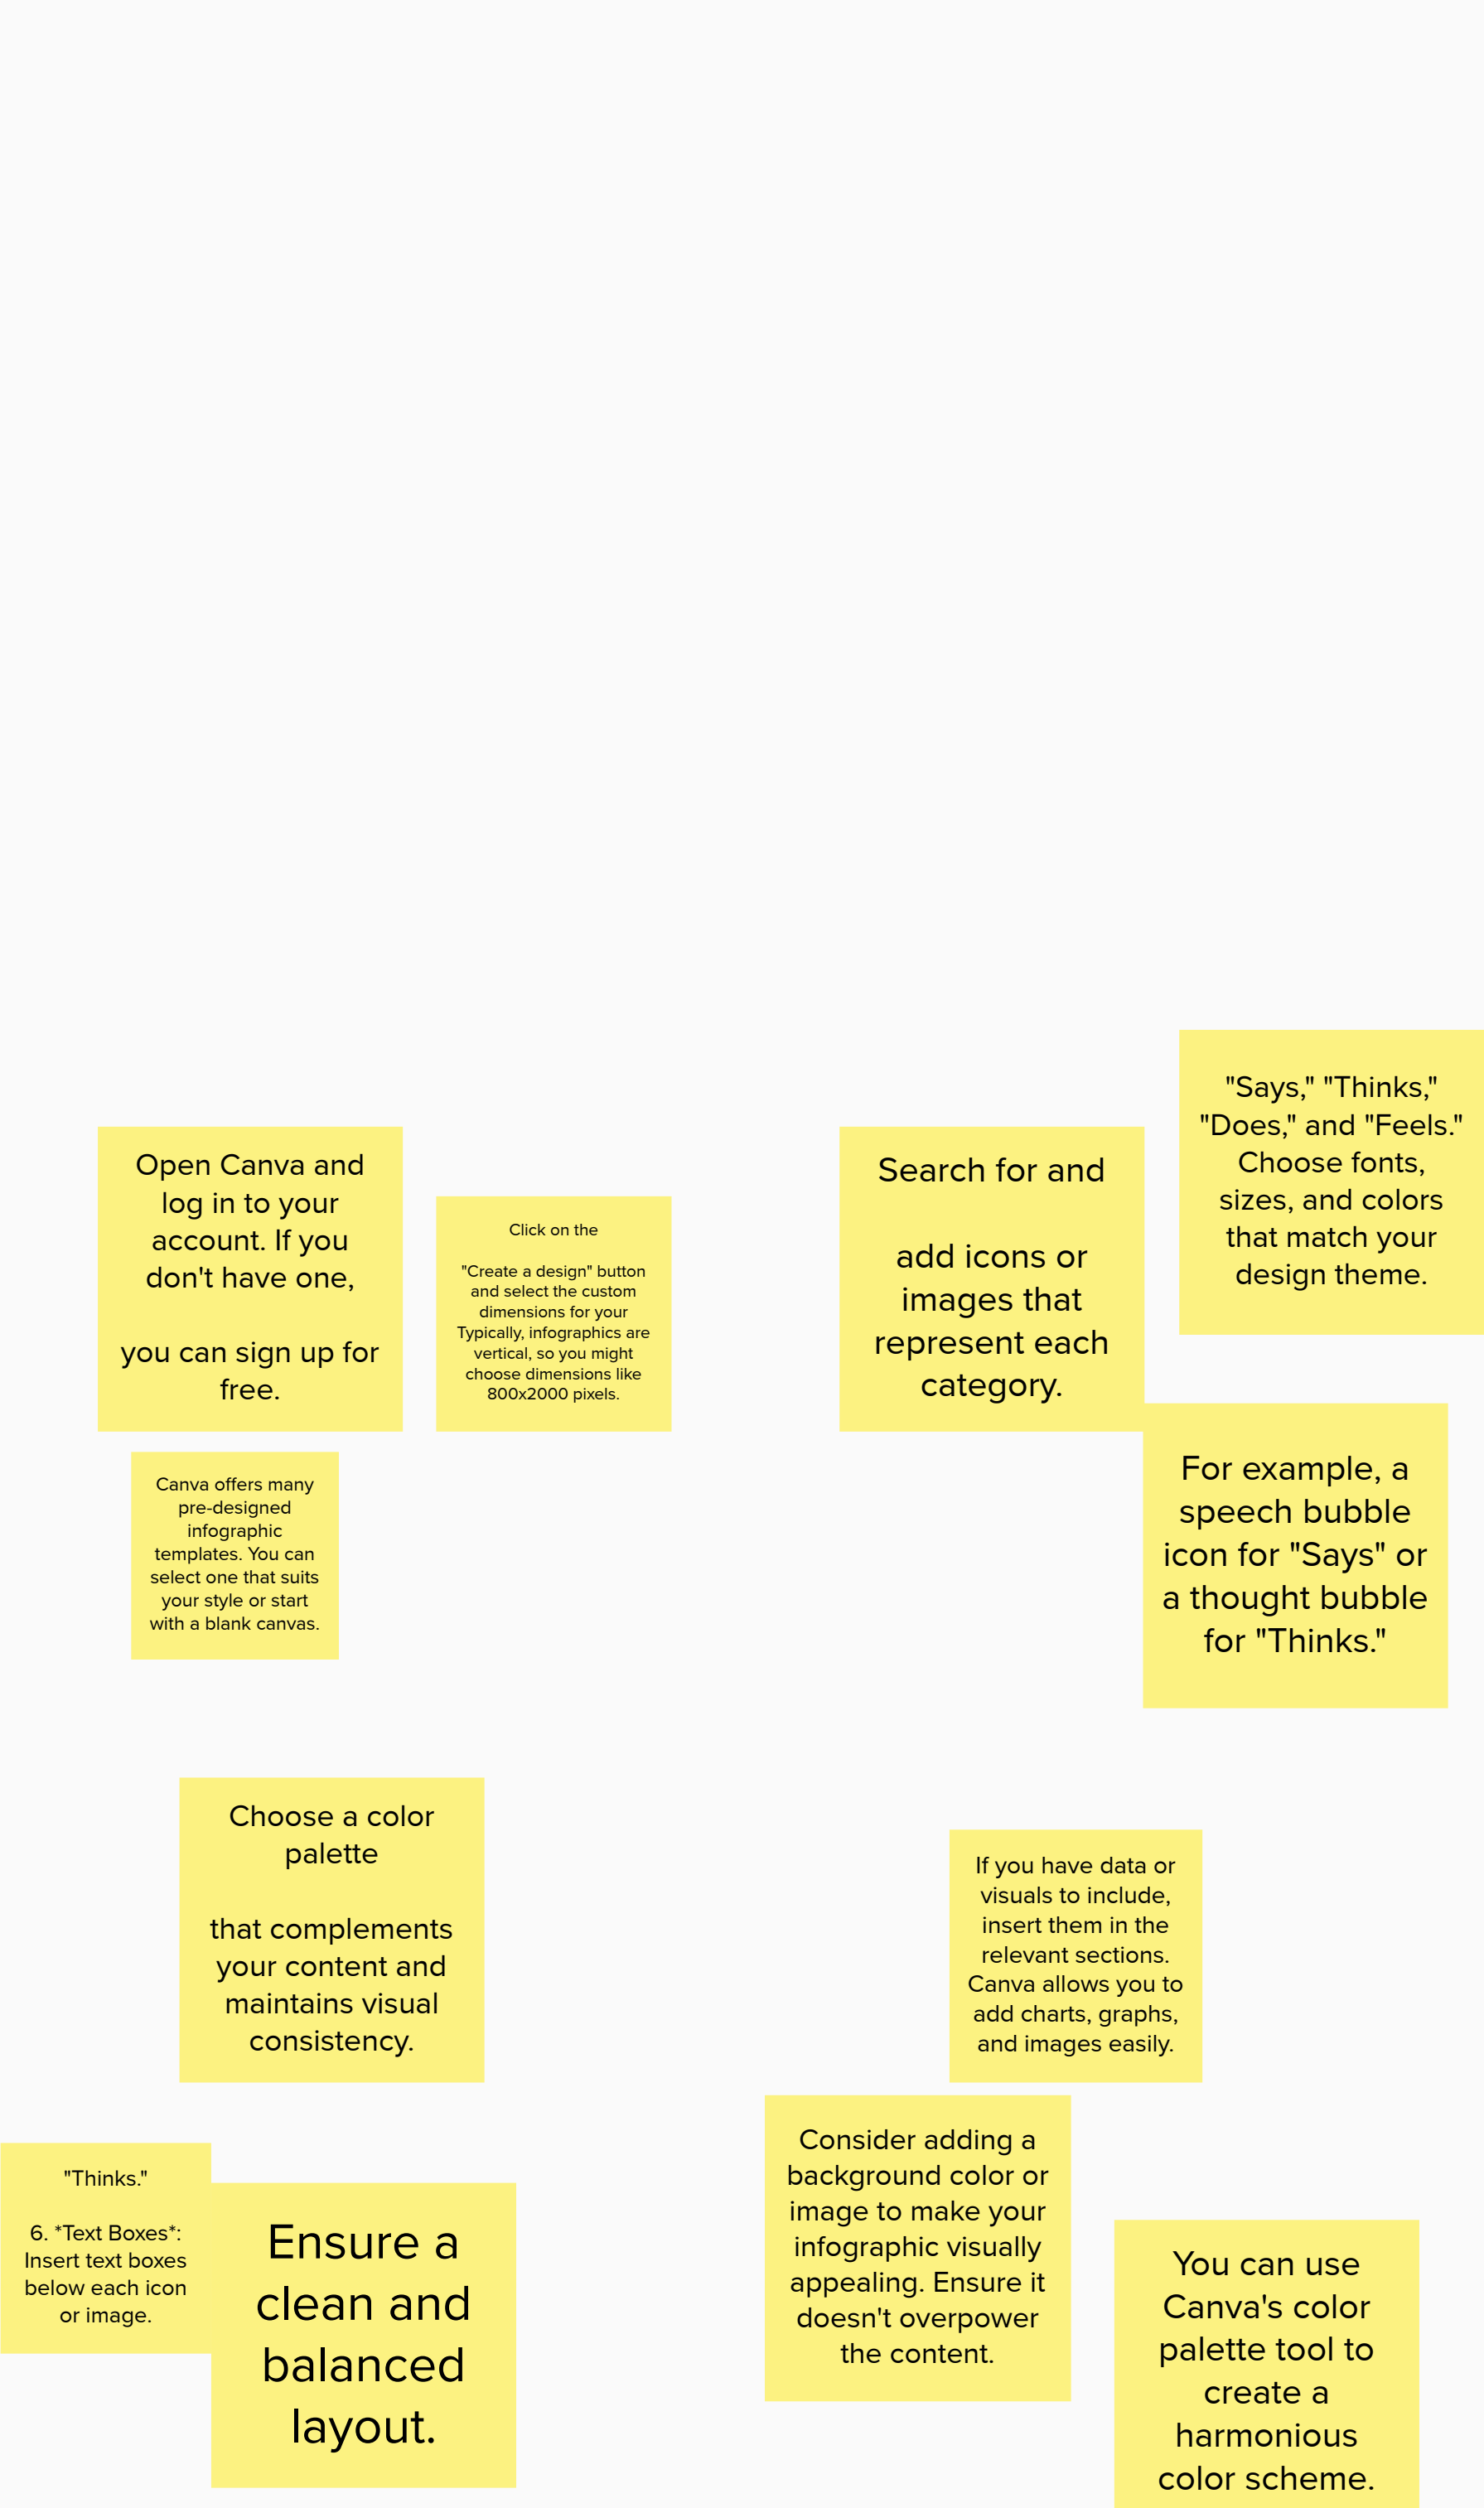 "Says," "Thinks,"
"Does," and "Feels."
Choose fonts,
sizes, and colors
that match your
design theme.
Open Canva and
log in to your
account. If you
don't have one,
you can sign up for
free.
Click on the
"Create a design" button
and select the custom
dimensions for your
Typically, infographics are
vertical, so you might
choose dimensions like
800x2000 pixels.
Search for and
add icons or
images that
represent each
category.
For example, a
speech bubble
icon for "Says" or
a thought bubble
for "Thinks."
Canva offers many
pre-designed
infographic
templates. You can
select one that suits
your style or start
with a blank canvas.
Choose a color
palette
that complements
your content and
maintains visual
consistency.
If you have data or
visuals to include,
insert them in the
relevant sections.
Canva allows you to
add charts, graphs,
and images easily.
"Thinks."
6. *Text Boxes*:
Insert text boxes
below each icon
or image.
Ensure a
clean and
balanced
layout.
Consider adding a
background color or
image to make your
infographic visually
appealing. Ensure it
doesn't overpower
the content.
You can use
Canva's color
palette tool to
create a
harmonious
color scheme.